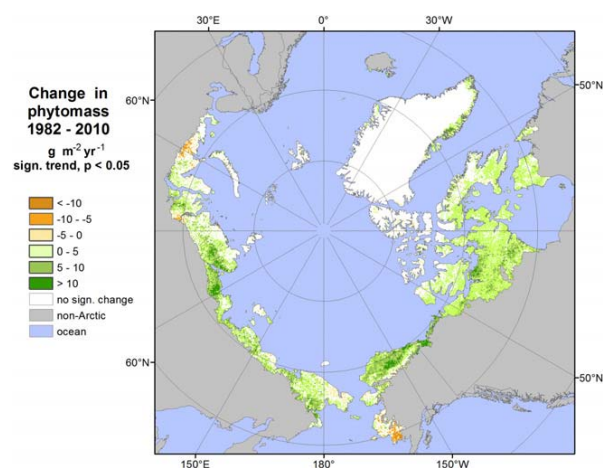 30°E 0° 30°W
Change in
phytomass
1982 - 2010
g m-2 yr-1
sign. trend, p < 0.05
< -10
-10 - -5
-5 - 0
0 - 5
5 - 10
> 10
no sign. change
non-Arctic
ocean
60°N
50°N
60°N
50°N
150°E 180° 150°W